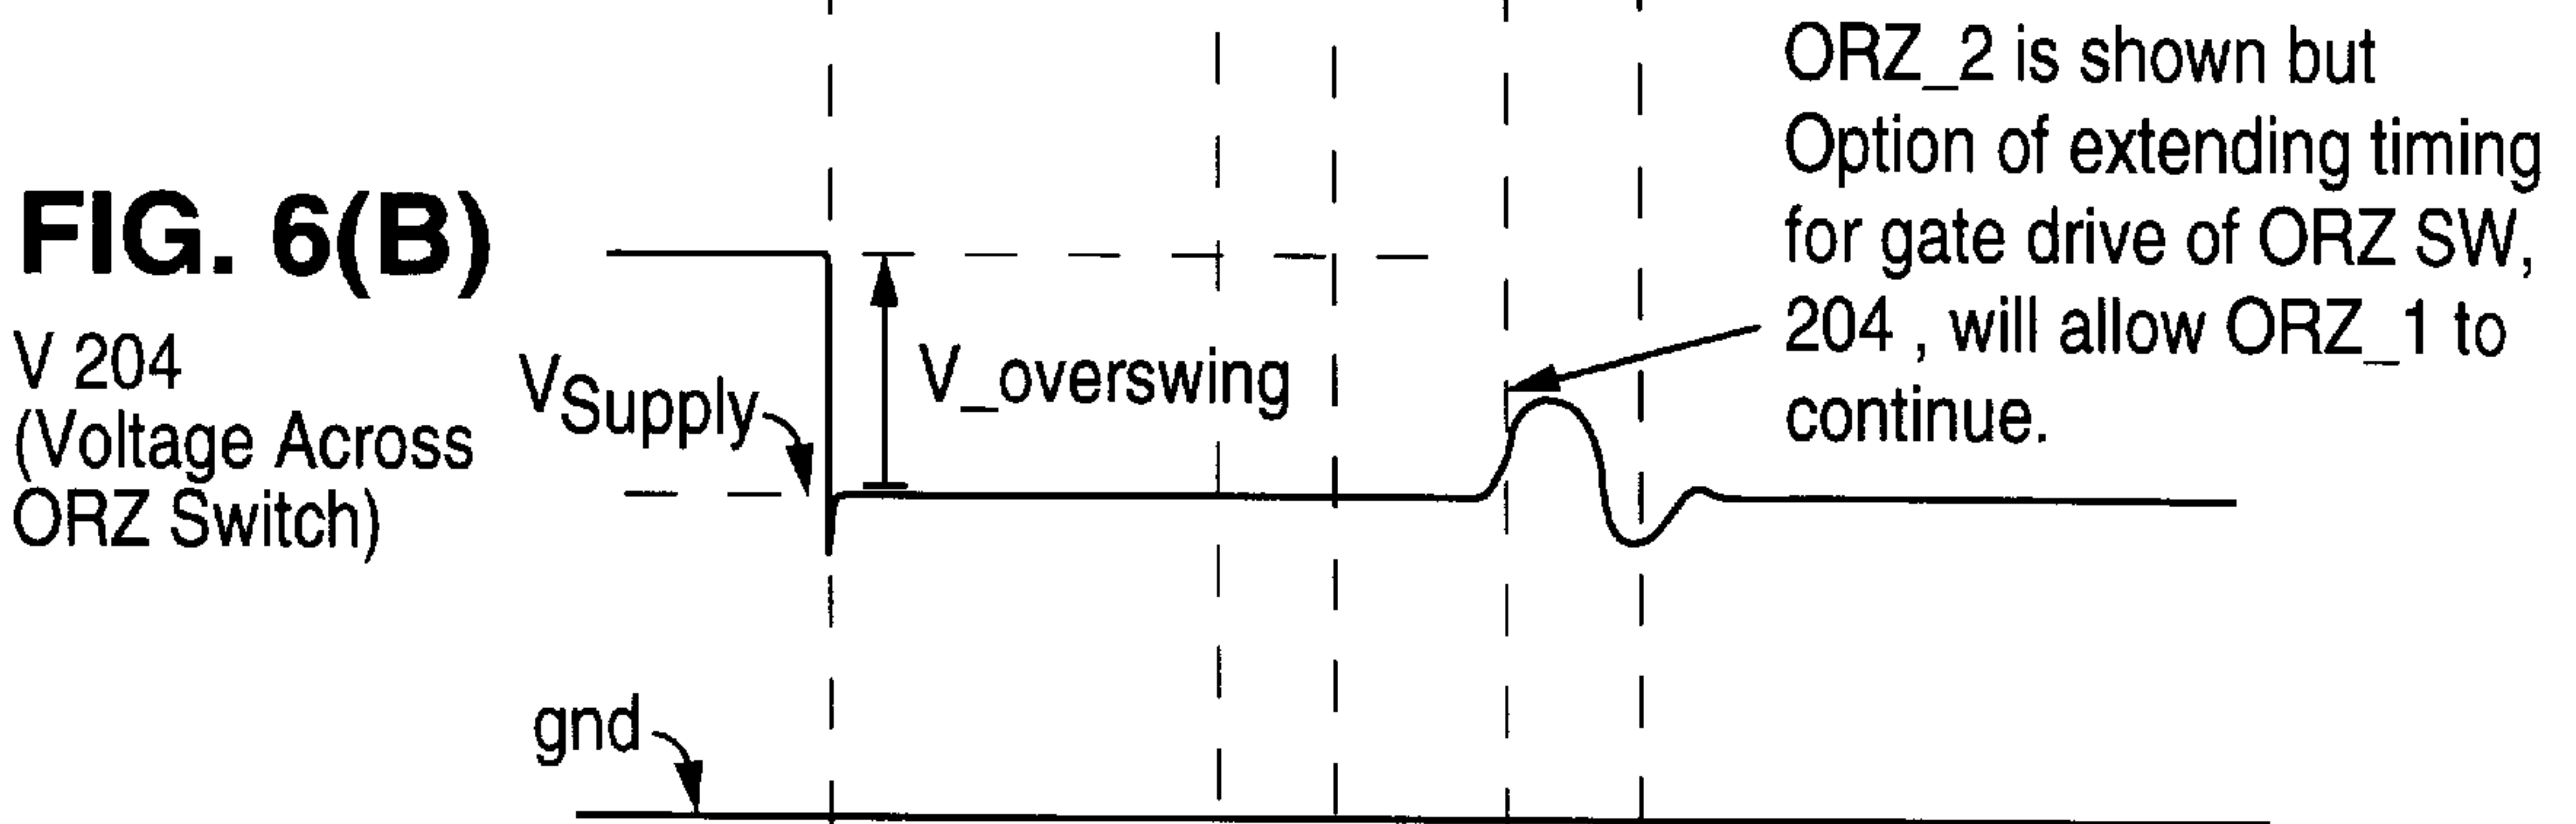 FIG. 6(B)
V 204
(Voltage Across
ORZ Switch)
VSupply
V_overswing
gnd
ORZ_2 is shown but
Option of extending timing
for gate drive of ORZ SW,
204 , will allow ORZ_1 to
continue.